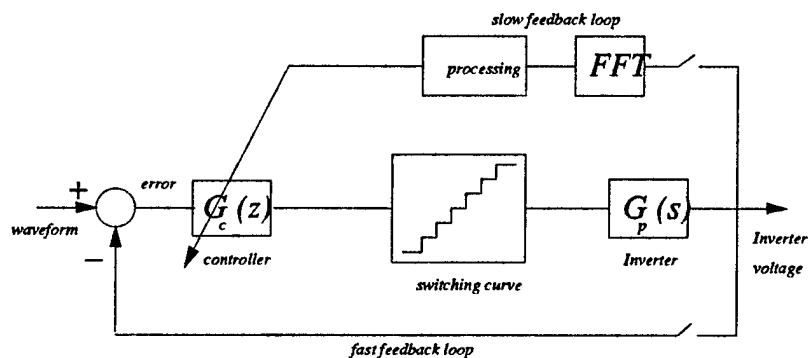 slow feedback loop
processing
FFT
+
error
G_c(z)
G_p(s)
waveform
−
controller
switching curve
Inverter
Inverter
voltage
fast feedback loop